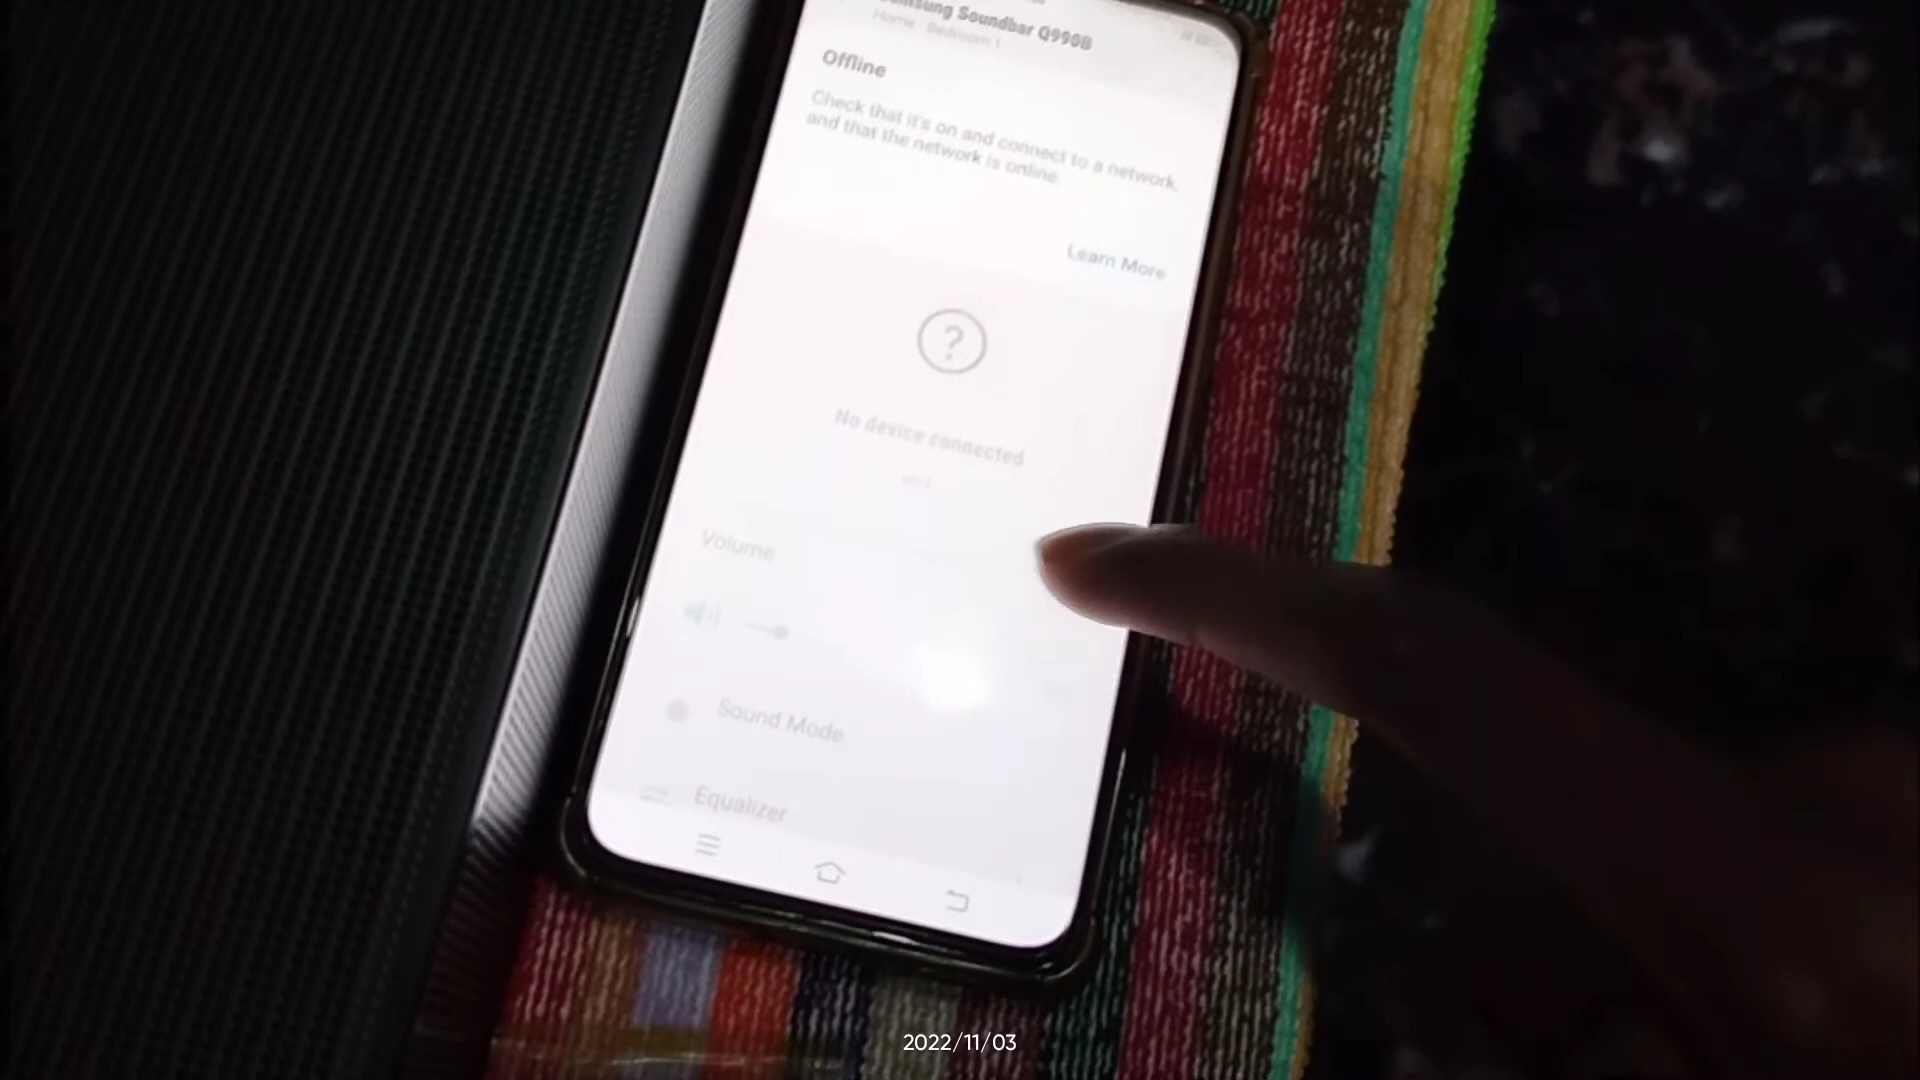 Samsung Soundbar Q990B
Home Bedroom 1
Offline
Check that it's on and connect to a network,
and that the network is online.
Learn More
?
No device connected
Volume
Sound Mode
Equalizer
2022/11/03